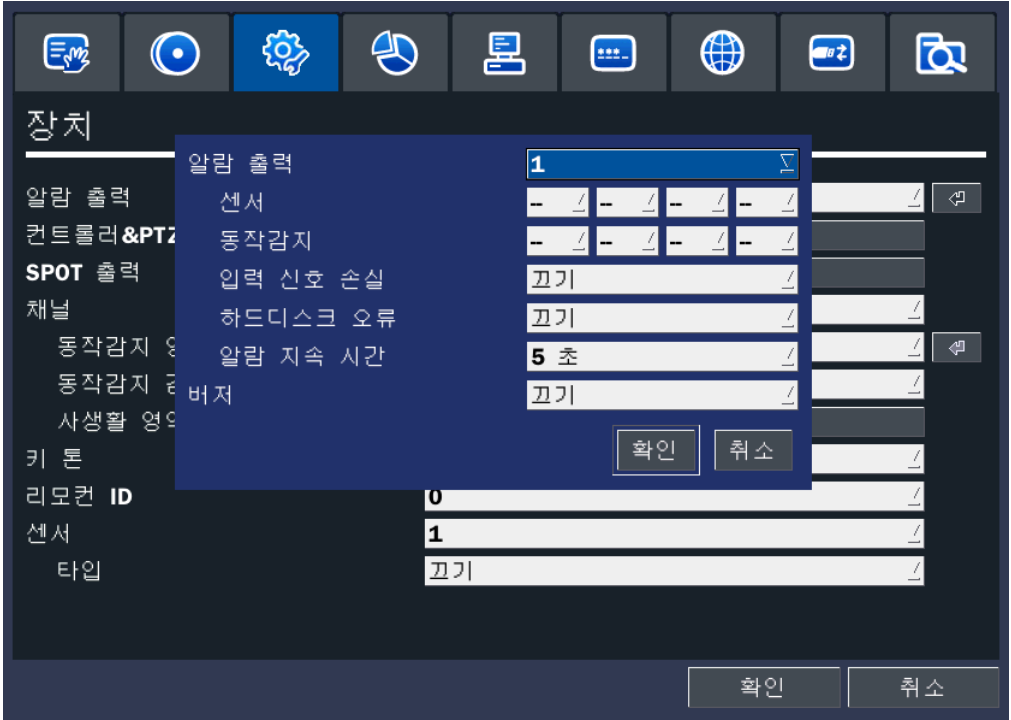 장치
알람 출력 1
센서 -- -- -- --
동작감지 -- -- -- --
입력 신호 손실 끄기
하드디스크 오류 끄기
알람 지속 시간 5 초
버저 끄기
확인 취소
알람 출력
컨트롤러&PTZ
SPOT 출력
채널
동작감지
동작감지
사생활
키 톤
리모컨 ID 0
센서 1
타입 끄기
확인 취소